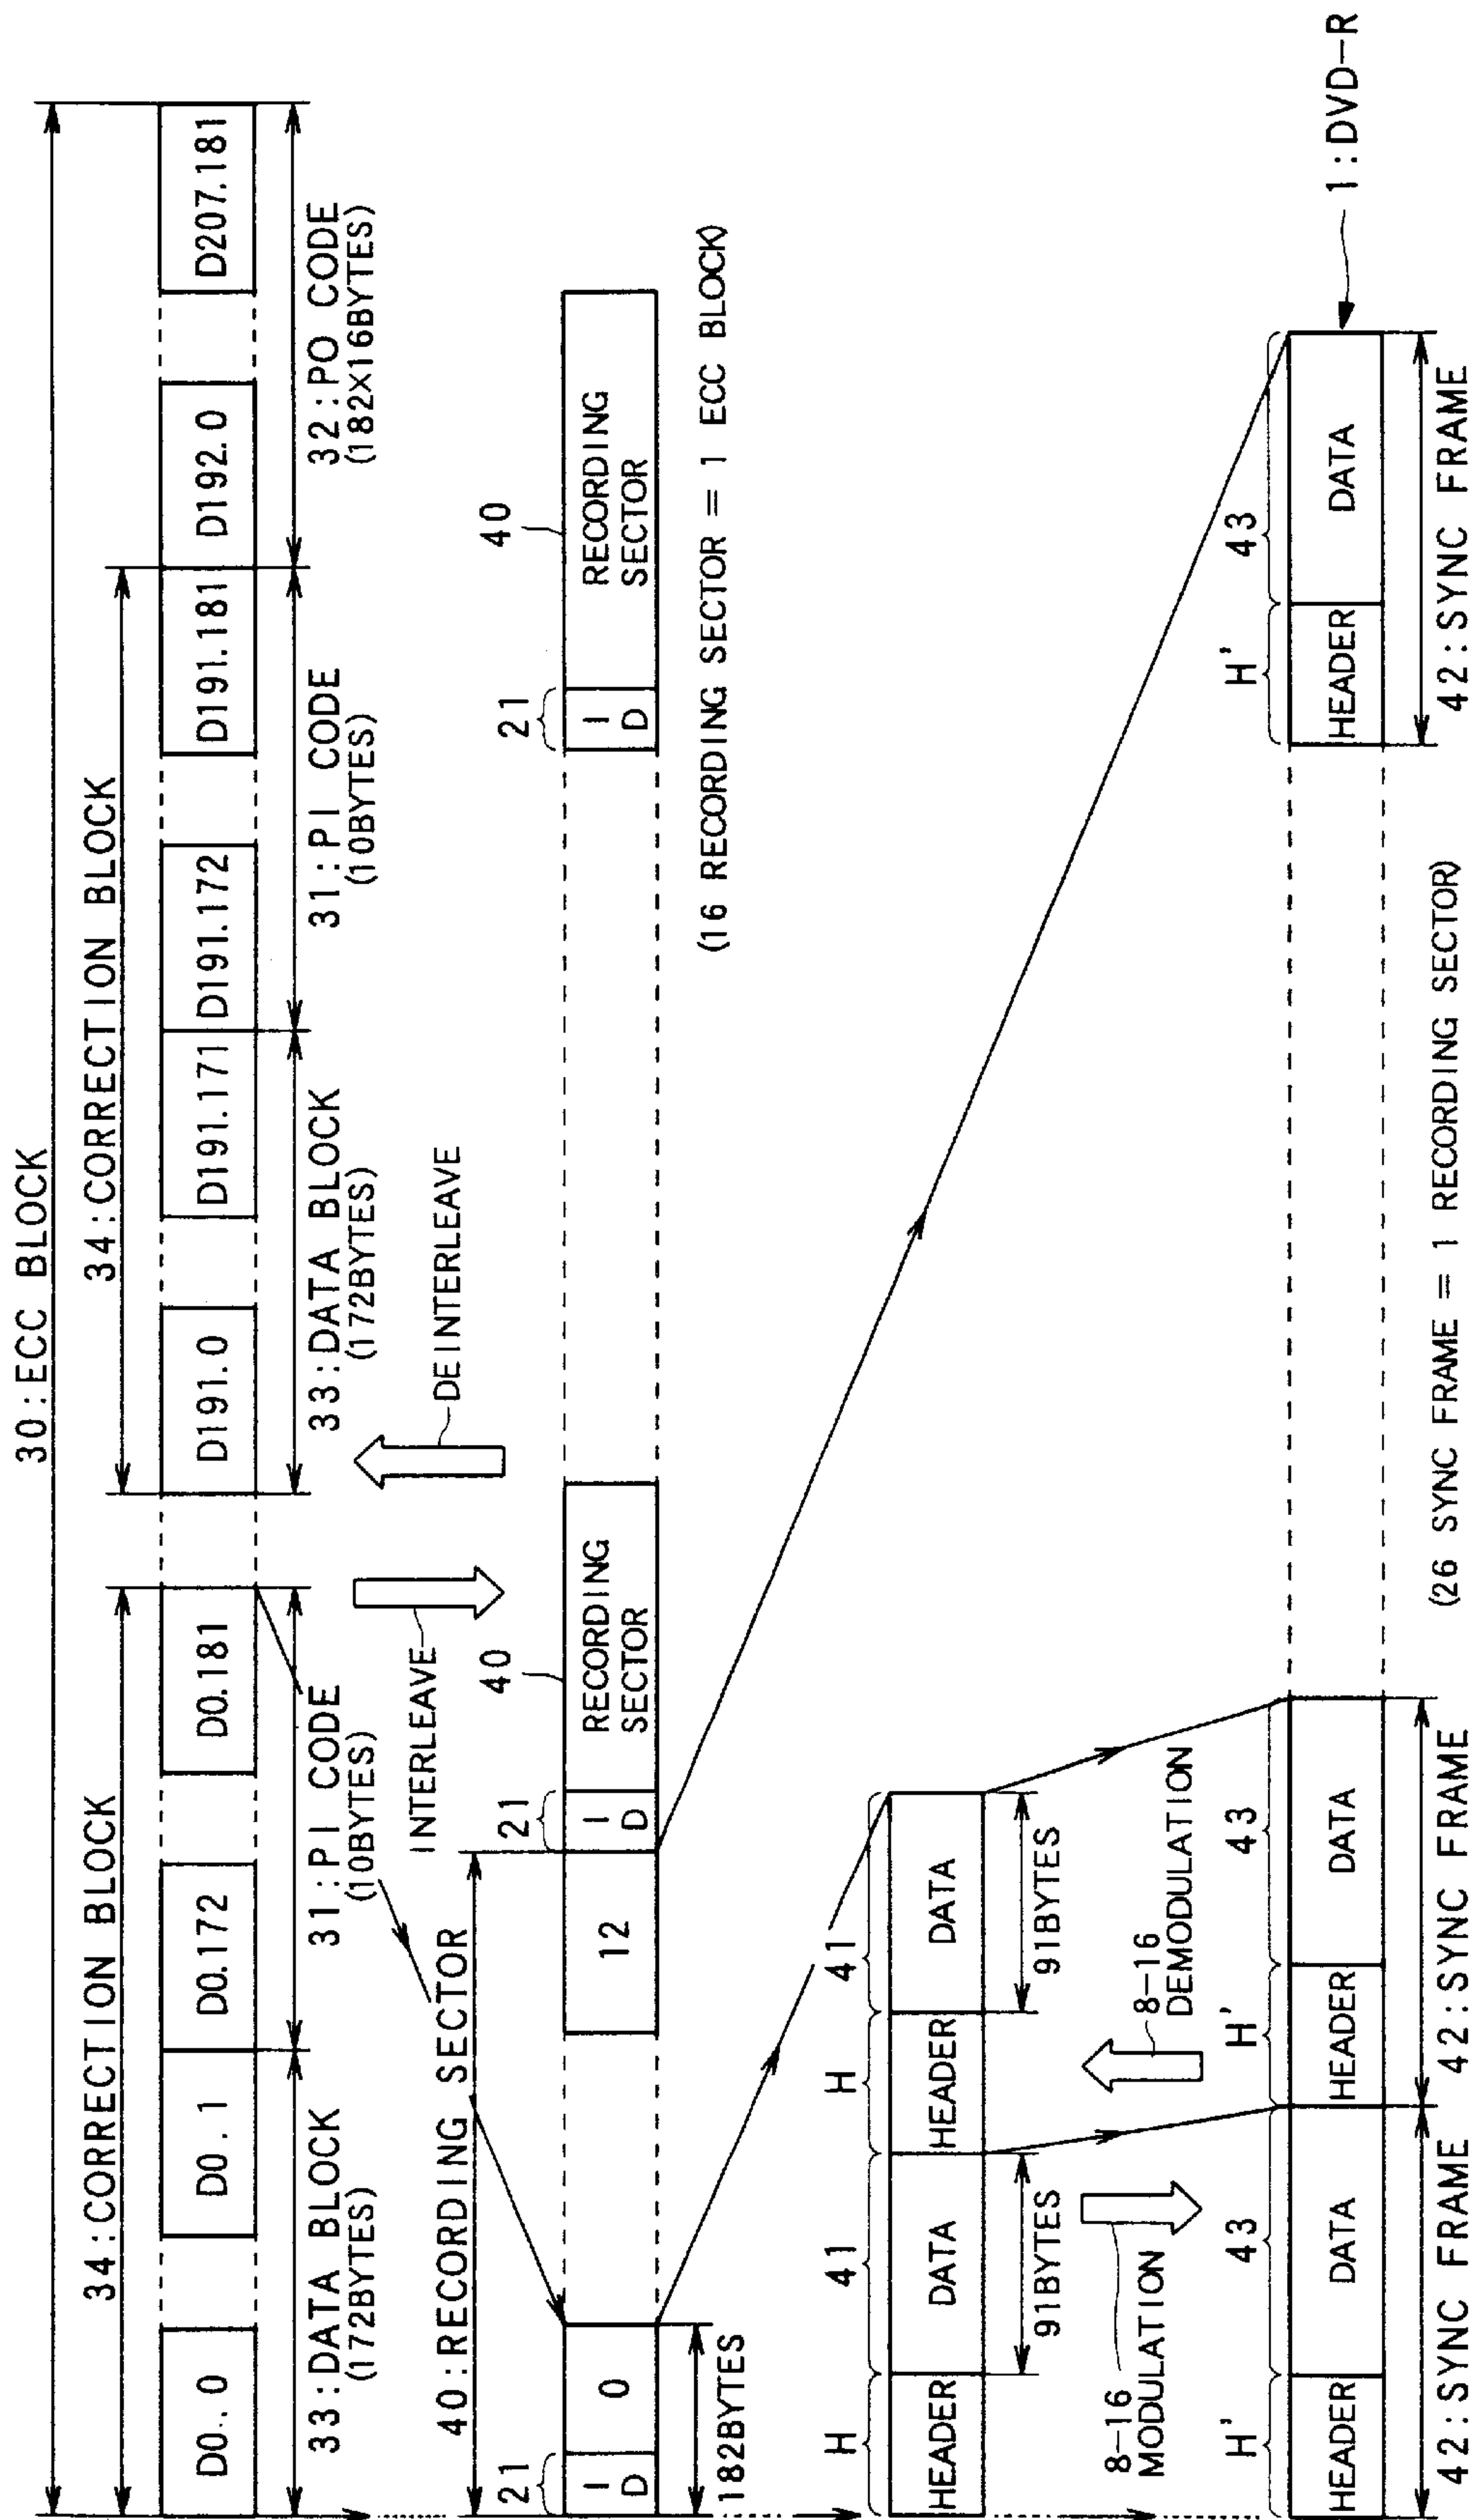 30:ECC BLOCK
34:CORRECTION BLOCK
34:CORRECTION BLOCK
D0. 0
D0. 1
D0.172
D0.181
D191.0
D191.171
D191.172
D191.181
D192.0
D207.181
33:DATA BLOCK
(172BYTES)
31:PI CODE
(10BYTES)
33:DATA BLOCK
(172BYTES)
31:PI CODE
(10BYTES)
32:PO CODE
(182×16BYTES)
INTERLEAVE
DEINTERLEAVE
40:RECORDING SECTOR
21
21
40
21
40
ID
0
12
ID
RECORDING
SECTOR
ID
RECORDING
SECTOR
182BYTES
(16 RECORDING SECTOR = 1 ECC BLOCK)
H
41
H
41
HEADER
DATA
HEADER
DATA
91BYTES
91BYTES
8-16
MODULATION
8-16
DEMODULATION
H'
43
H'
43
H'
43
1:DVD-R
HEADER
DATA
HEADER
DATA
HEADER
DATA
42:SYNC FRAME
42:SYNC FRAME
42:SYNC FRAME
(26 SYNC FRAME = 1 RECORDING SECTOR)